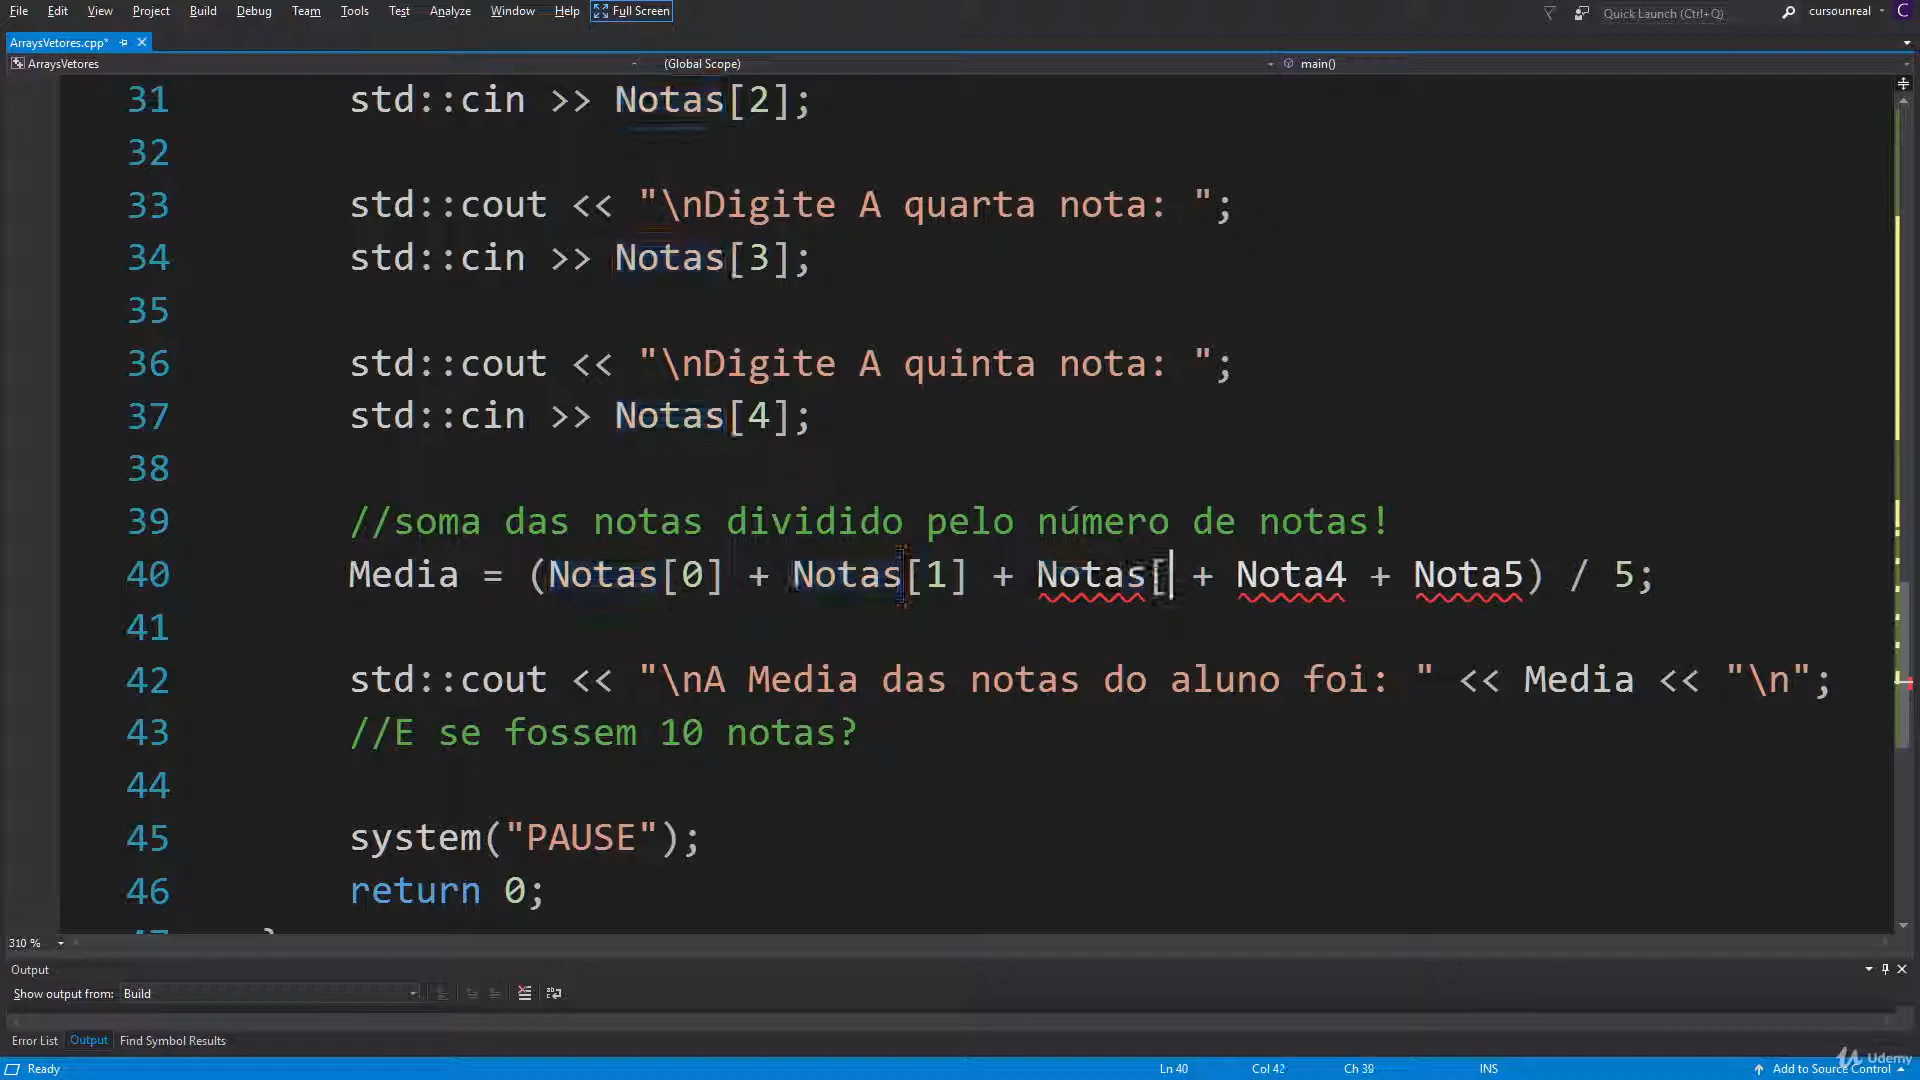 File Edit View Project Build Debug Team Tools Test Analyze Window Help Full Screen Quick Launch (Ctrl+Q) cursounreal C
ArraysVetores.cpp*
ArraysVetores (Global Scope) main()
31 std::cin >> Notas[2];
32
33 std::cout << "\nDigite A quarta nota: ";
34 std::cin >> Notas[3];
35
36 std::cout << "\nDigite A quinta nota: ";
37 std::cin >> Notas[4];
38
39 //soma das notas dividido pelo número de notas!
40 Media = (Notas[0] + Notas[1] + Notas[ + Nota4 + Nota5) / 5;
41
42 std::cout << "\nA Media das notas do aluno foi: " << Media << "\n";
43 //E se fossem 10 notas?
44
45 system("PAUSE");
46 return 0;
310 %
Output
Show output from: Build
Error List Output Find Symbol Results
Ready Ln 40 Col 42 Ch 39 INS Add to Source Control
Udemy